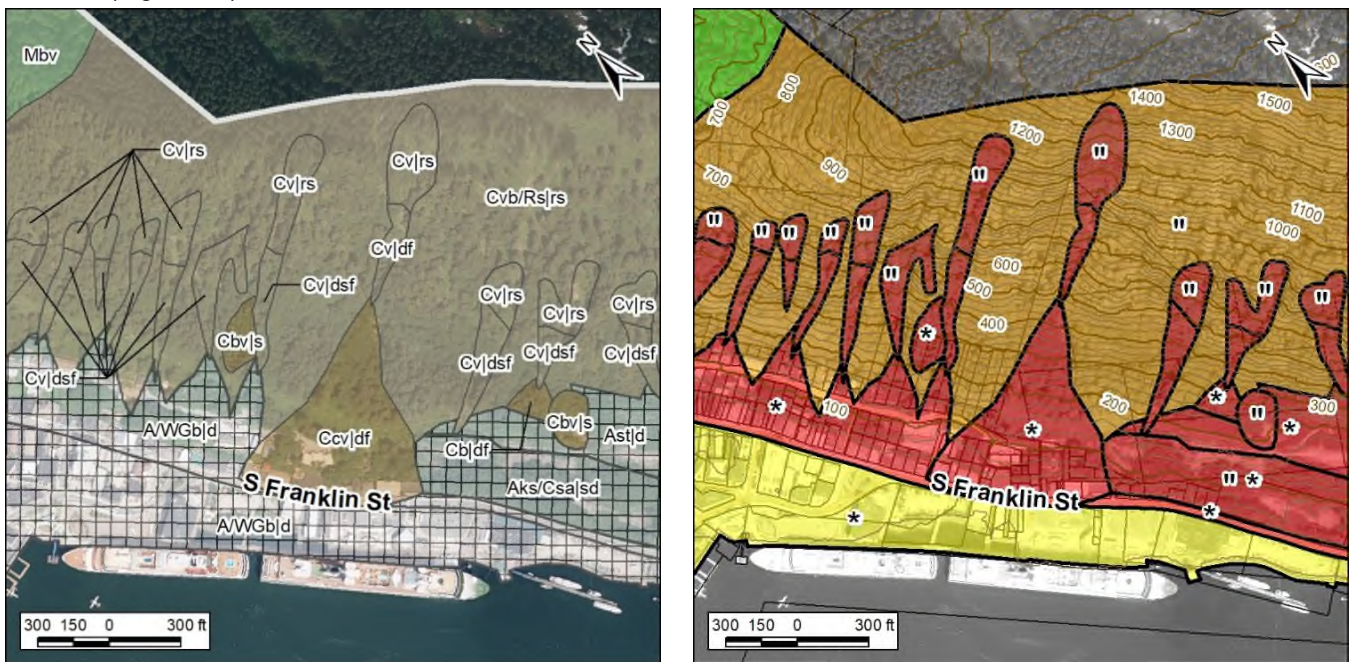 Mbv
N
Cv|rs
Cv|rs
Cv|rs
Cvb/Rs|rs
Cv|df
Cv|dsf
Cv|rs
Cv|rs
Cv|rs
Cbv|s
Cv|dsf
Cv|dsf
Cv|dsf
Cv|dsf
A/WGb|d
Ccv|df
Cbv|s
Ast|d
Cb|df
Aks/Csa|sd
S Franklin St
A/WGb|d
300 150 0 300 ft
N
600
700
800
1400
1500
1200
1300
"
"
900
700
"
1100
1000
" " " " "
"
600
500
400
" " "
*
100
200
*
300
*
*
"
*
" *
S Franklin St
*
*
300 150 0 300 ft